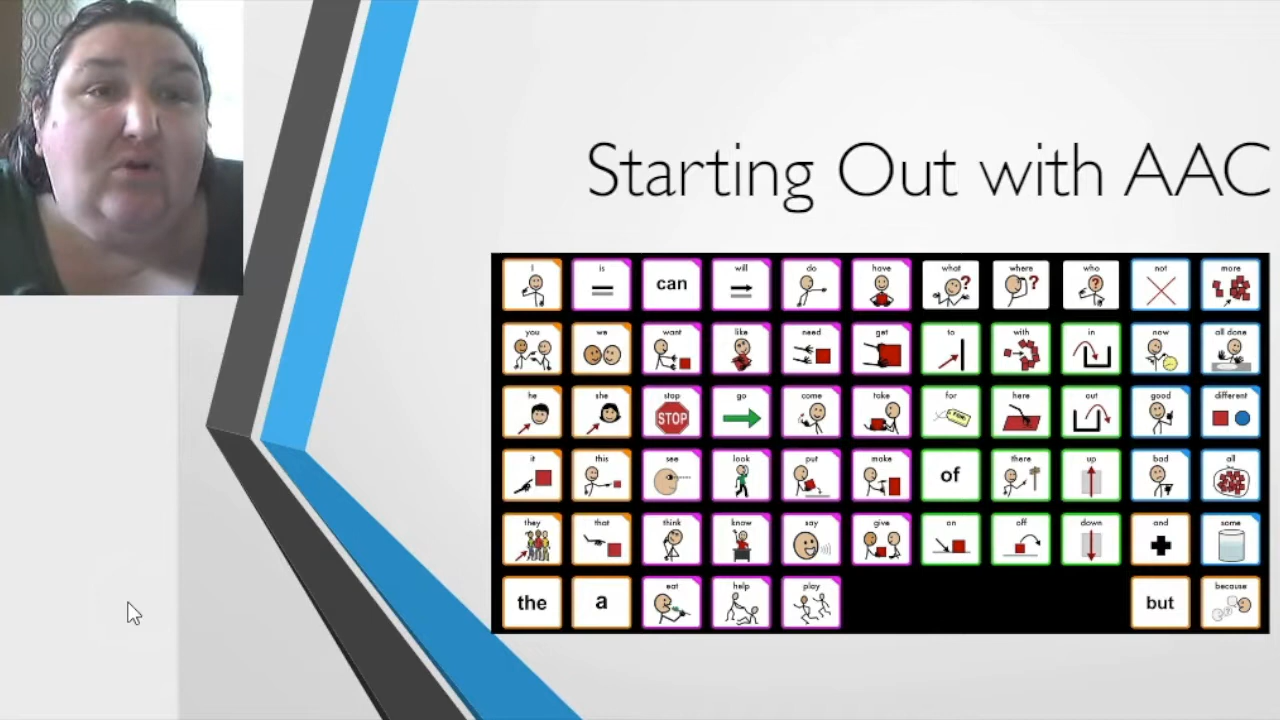 Starting Out with AAC
I is can will do have what where who not more
you we want like need get to with in now all done
he she stop go come take for here out good different
STOP FOR
it this see look put make of there up bad all
they that think know say give on off down and some
the a eat help play but because